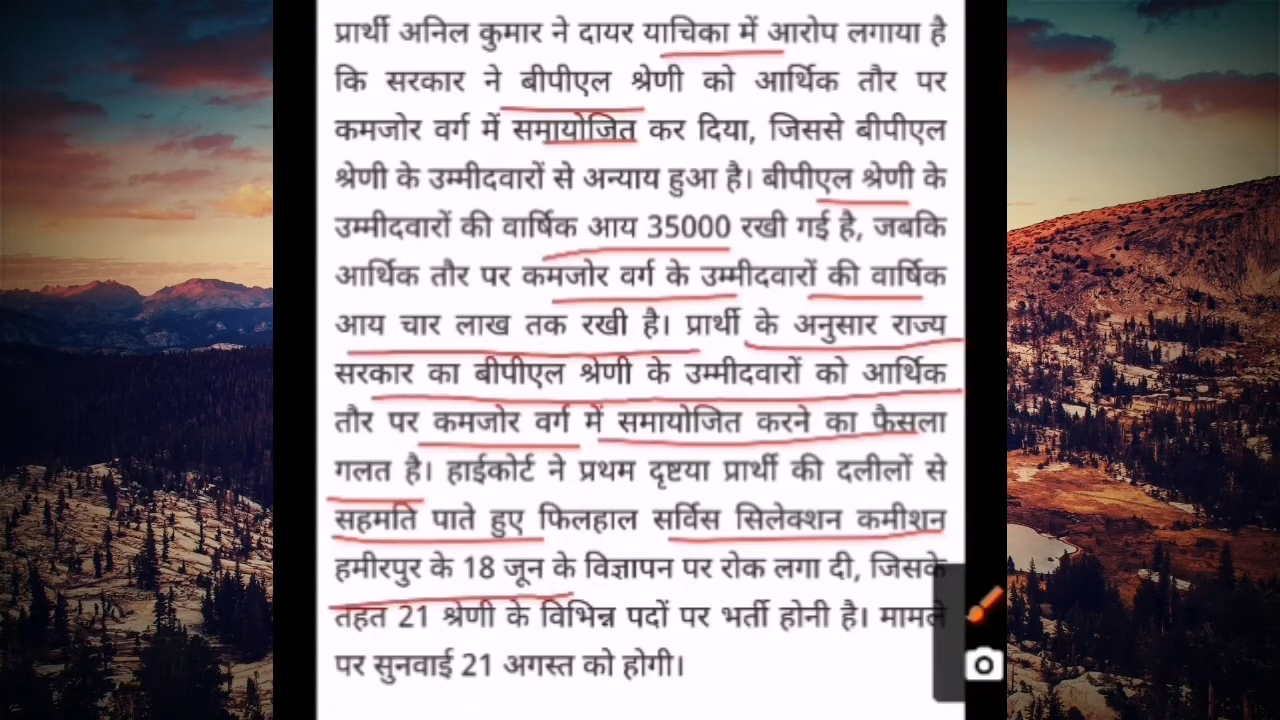 प्रार्थी अनिल कुमार ने दायर याचिका में आरोप लगाया है
कि सरकार ने बीपीएल श्रेणी को आर्थिक तौर पर
कमजोर वर्ग में समायोजित कर दिया, जिससे बीपीएल
श्रेणी के उम्मीदवारों से अन्याय हुआ है। बीपीएल श्रेणी के
उम्मीदवारों की वार्षिक आय 35000 रखी गई है, जबकि
आर्थिक तौर पर कमजोर वर्ग के उम्मीदवारों की वार्षिक
आय चार लाख तक रखी है। प्रार्थी के अनुसार राज्य
सरकार का बीपीएल श्रेणी के उम्मीदवारों को आर्थिक
तौर पर कमजोर वर्ग में समायोजित करने का फैसला
गलत है। हाईकोर्ट ने प्रथम दृष्टया प्रार्थी की दलीलों से
सहमति पाते हुए फिलहाल सर्विस सिलेक्शन कमीशन
हमीरपुर के 18 जून के विज्ञापन पर रोक लगा दी, जिसके
तहत 21 श्रेणी के विभिन्न पदों पर भर्ती होनी है। मामले
पर सुनवाई 21 अगस्त को होगी।